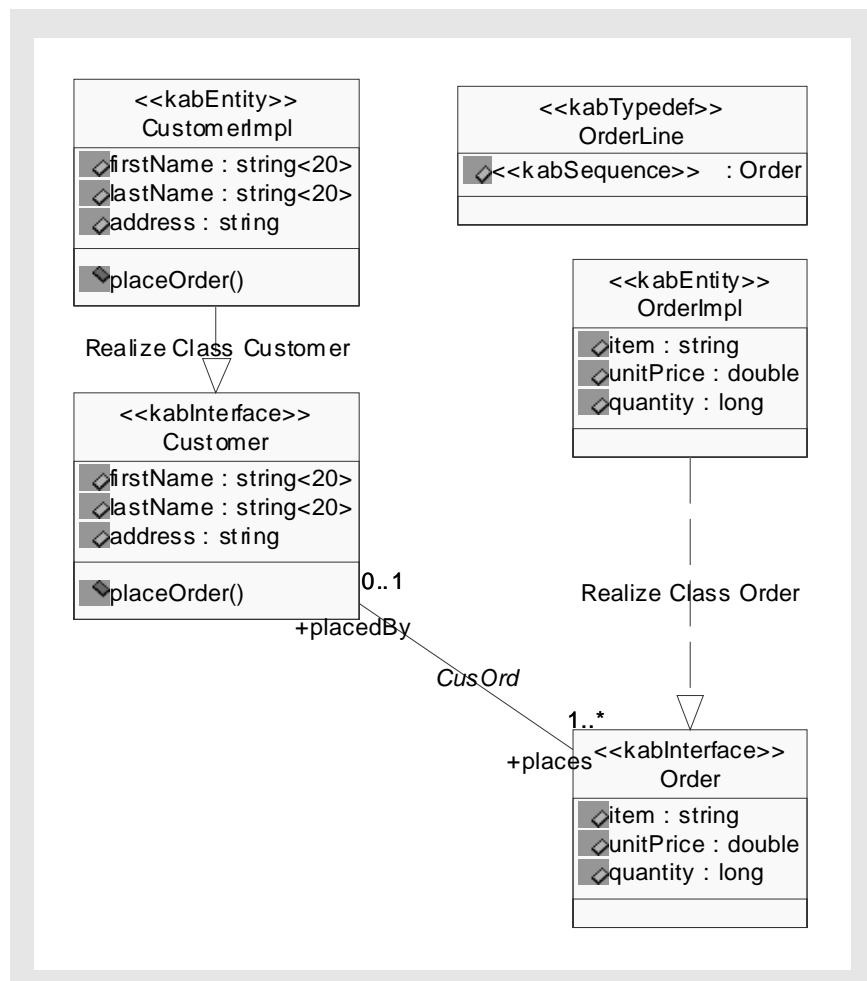 <<kabEntity>>
CustomerImpl
firstName : string<20>
lastName : string<20>
address : string
placeOrder()
Realize Class Customer
<<kabInterface>>
Customer
firstName : string<20>
lastName : string<20>
address : string
placeOrder()
0..1
+placedBy
CusOrd
<<kabTypedef>>
OrderLine
<<kabSequence>> : Order
<<kabEntity>>
OrderImpl
item : string
unitPrice : double
quantity : long
Realize Class Order
1..*
+places
<<kabInterface>>
Order
item : string
unitPrice : double
quantity : long